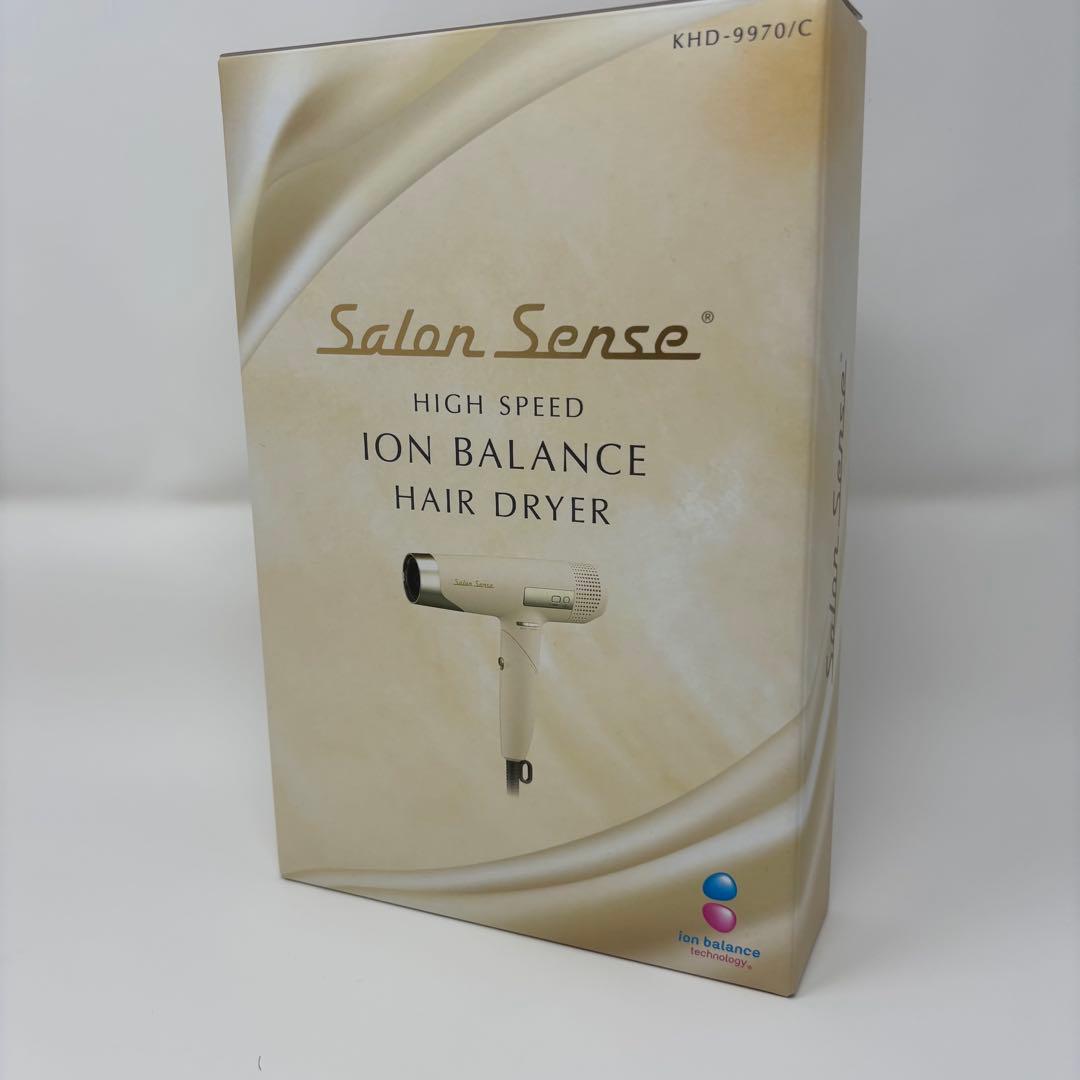 KHD-9970/C
Salon Sense®
HIGH SPEED
ION BALANCE
HAIR DRYER
Salon Sense
ion balance
technology®
Salon Sense